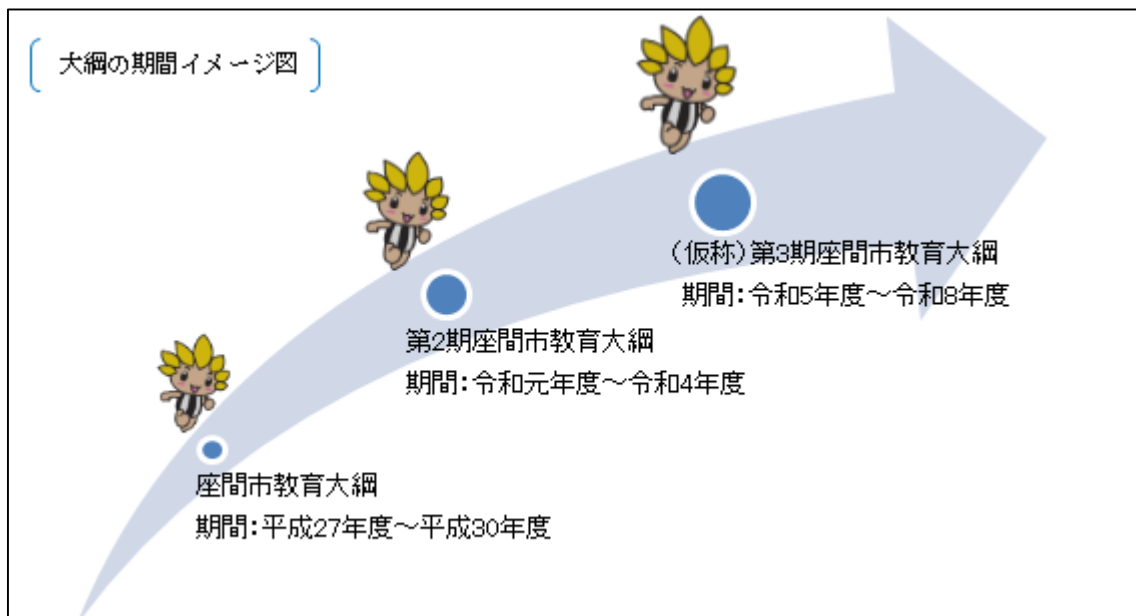 大綱の期間イメージ図
(仮称)第3期座間市教育大綱
期間:令和5年度～令和8年度
第2期座間市教育大綱
期間:令和元年度～令和4年度
座間市教育大綱
期間:平成27年度～平成30年度